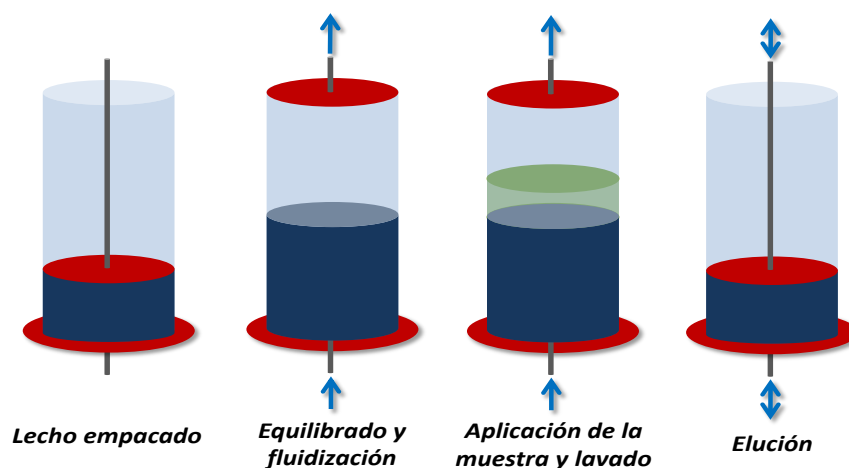 Lecho empacado
Equilibrado y
fluidización
Aplicación de la
muestra y lavado
Elución